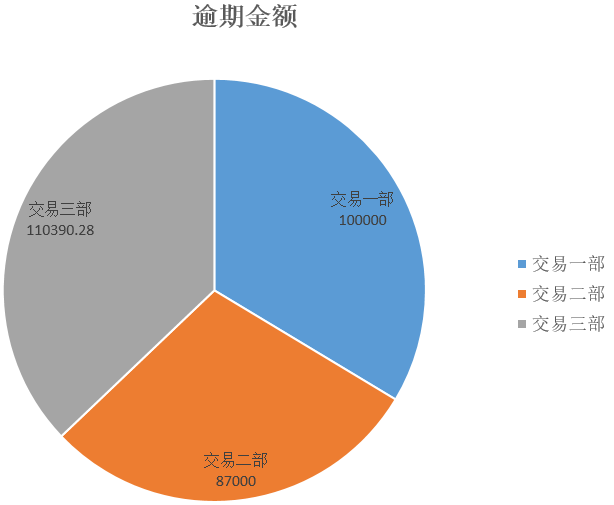 逾期金额
交易三部
110390.28
交易一部
100000
交易二部
87000
交易一部
交易二部
交易三部